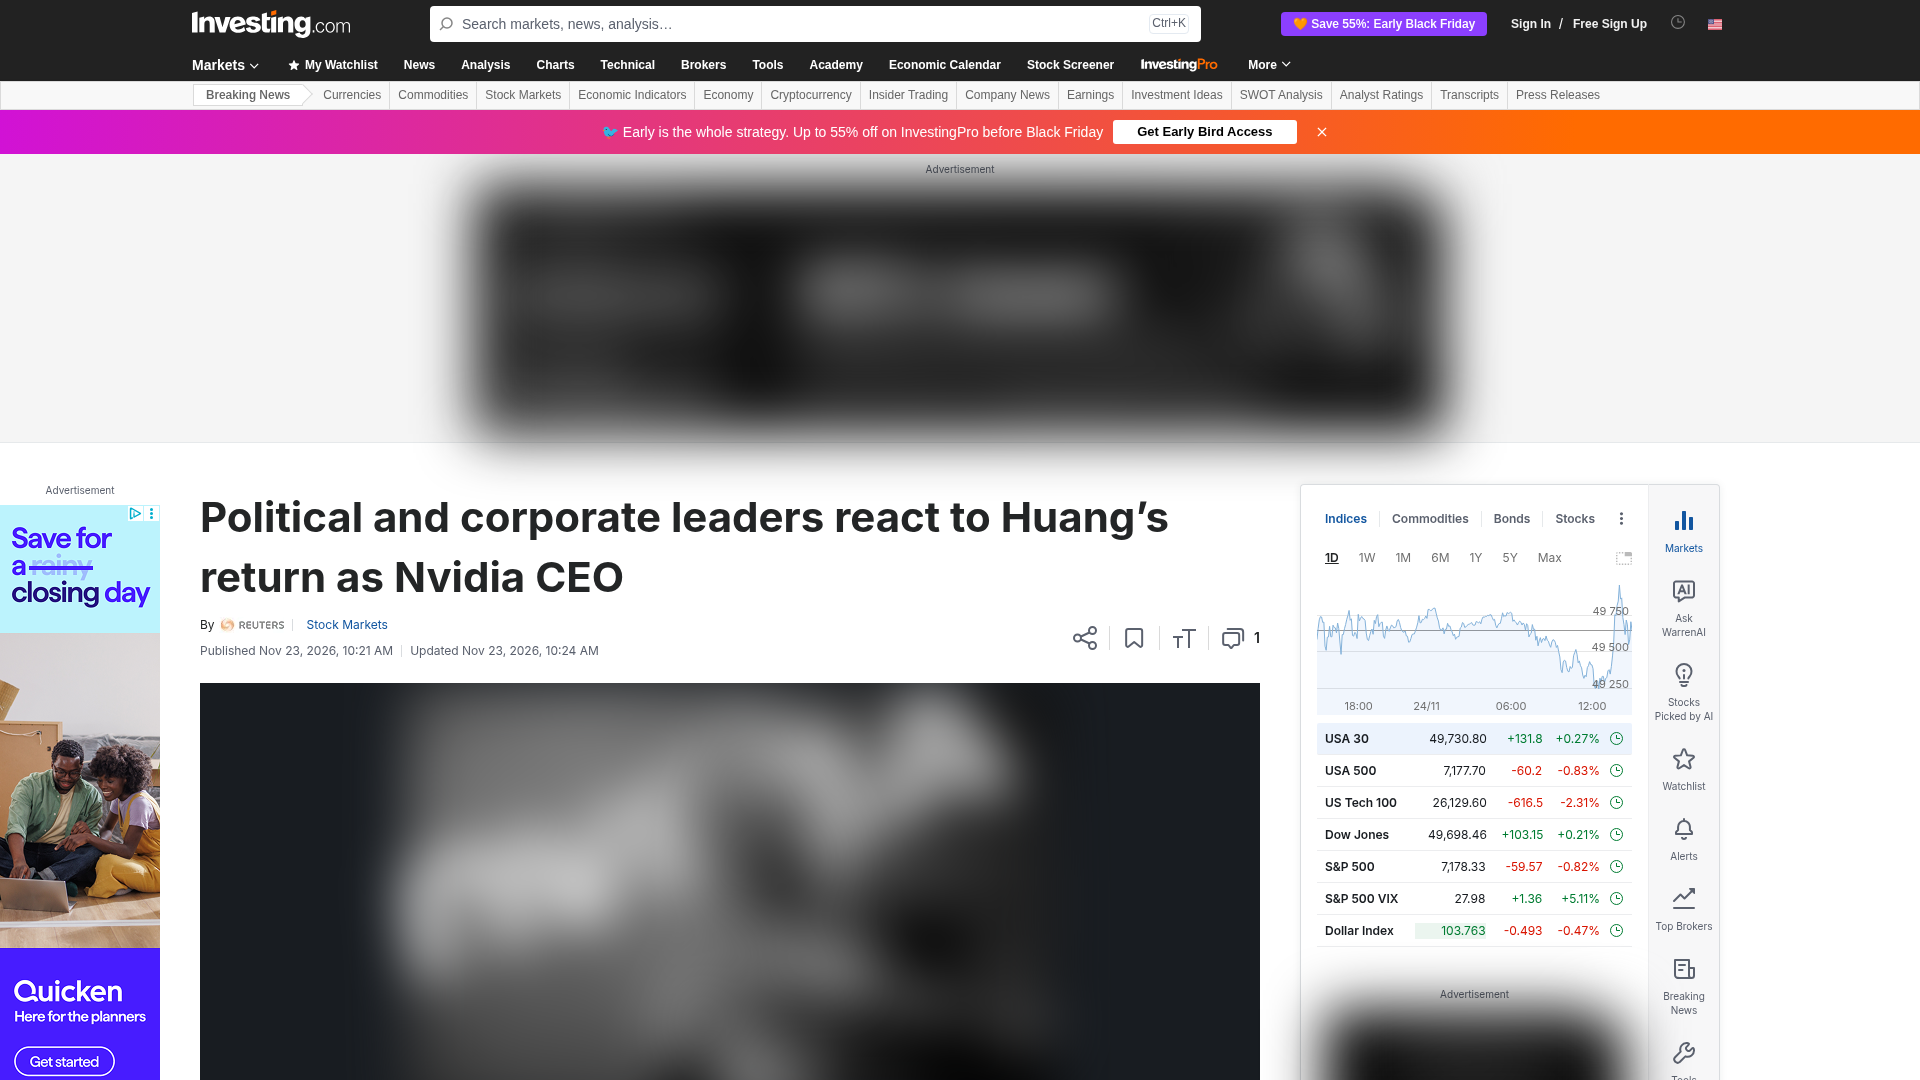 Investing.com
Search markets, news, analysis…
Ctrl+K
🧡 Save 55%: Early Black Friday
Sign In / Free Sign Up
Markets
My Watchlist
News
Analysis
Charts
Technical
Brokers
Tools
Academy
Economic Calendar
Stock Screener
InvestingPro
More
Breaking News
Currencies
Commodities
Stock Markets
Economic Indicators
Economy
Cryptocurrency
Insider Trading
Company News
Earnings
Investment Ideas
SWOT Analysis
Analyst Ratings
Transcripts
Press Releases
🐦 Early is the whole strategy. Up to 55% off on InvestingPro before Black Friday
Get Early Bird Access
Advertisement
Advertisement
Save for
a rainy
closing day
Quicken
Here for the planners
Get started
Political and corporate leaders react to Huang’s
return as Nvidia CEO
By REUTERS
Stock Markets
Published Nov 23, 2026, 10:21 AM
Updated Nov 23, 2026, 10:24 AM
1
Indices
Commodities
Bonds
Stocks
1D 1W 1M 6M 1Y 5Y Max
49 750
49 500
49 250
18:00 24/11 06:00 12:00
USA 30 49,730.80 +131.8 +0.27%
USA 500 7,177.70 -60.2 -0.83%
US Tech 100 26,129.60 -616.5 -2.31%
Dow Jones 49,698.46 +103.15 +0.21%
S&P 500 7,178.33 -59.57 -0.82%
S&P 500 VIX 27.98 +1.36 +5.11%
Dollar Index 103.763 -0.493 -0.47%
Advertisement
Markets
Ask
WarrenAI
Stocks
Picked by AI
Watchlist
Alerts
Top Brokers
Breaking
News
Tools